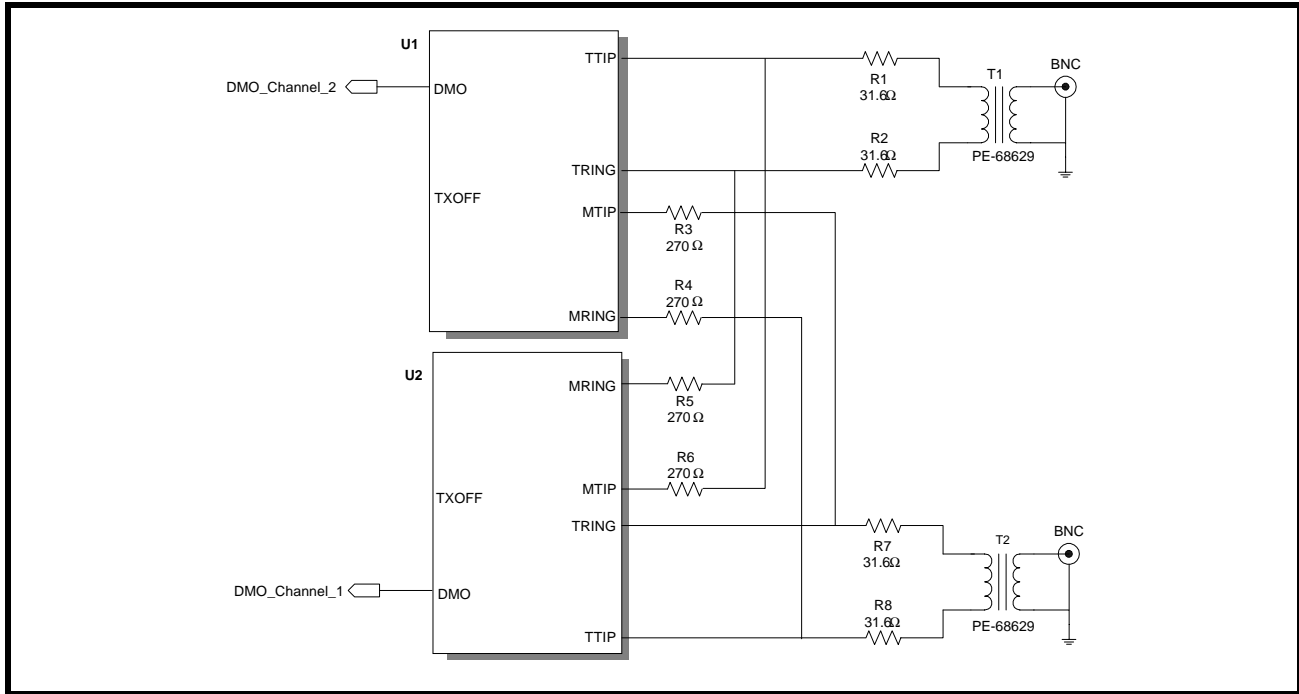 U1
TTIP
BNC
DMO_Channel_2
DMO
R1
31.6Ω
T1
R2
31.6Ω
PE-68629
TRING
TXOFF
MTIP
R3
270 Ω
R4
270 Ω
MRING
U2
MRING
R5
270 Ω
R6
270 Ω
MTIP
TXOFF
TRING
BNC
R7
31.6Ω
T2
DMO_Channel_1
DMO
R8
31.6Ω
PE-68629
TTIP